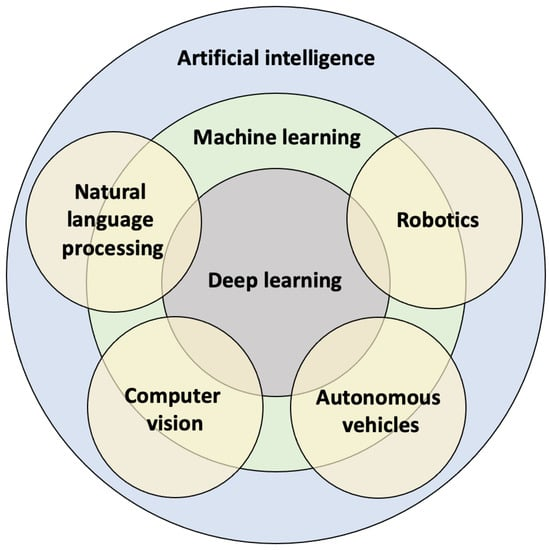 Artificial intelligence
Machine learning
Natural
language
processing
Robotics
Deep learning
Computer
vision
Autonomous
vehicles